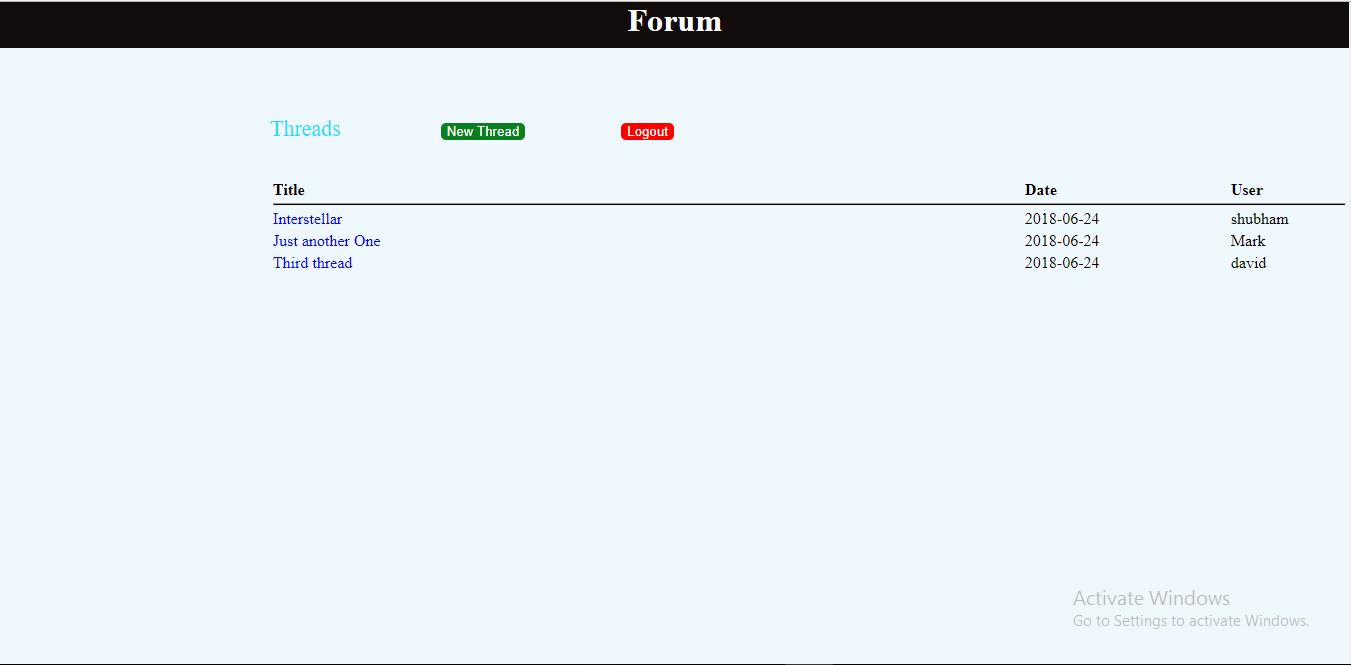 Forum
Threads New Thread Logout
Title Date User
Interstellar 2018-06-24 shubham
Just another One 2018-06-24 Mark
Third thread 2018-06-24 david
Activate Windows
Go to Settings to activate Windows.